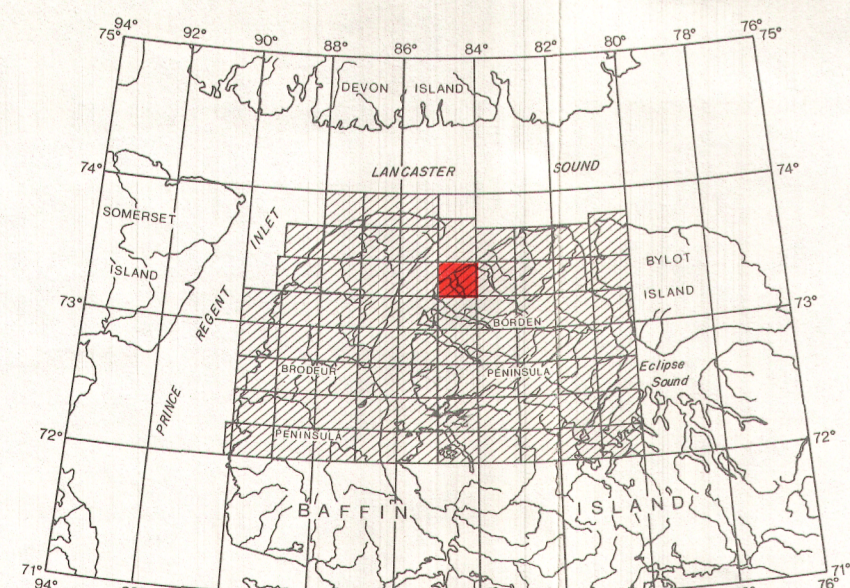 94° 92° 90° 88° 86° 84° 82° 80° 78° 76°
75° 75°
DEVON ISLAND
LANCASTER SOUND
74° 74°
SOMERSET
ISLAND
INLET
BYLOT
ISLAND
73° 73°
REGENT
BORDEN
Eclipse
Sound
BRODEUR PENINSULA
PRINCE
PENINSULA
72° 72°
BAFFIN ISLAND
71° 71°
94° 76°